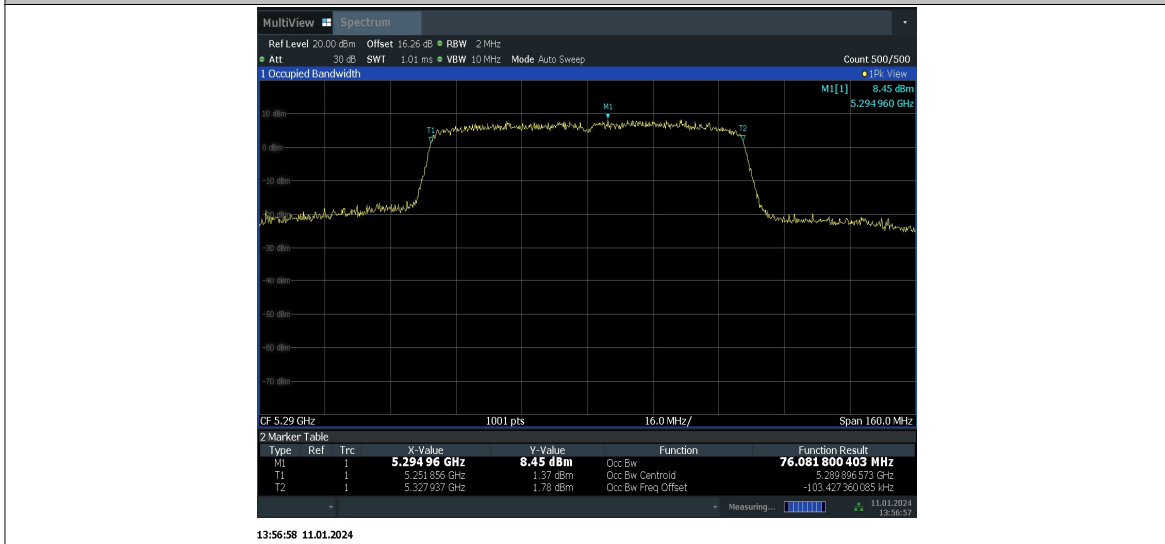 MultiView Spectrum
Ref Level 20.00 dBm Offset 16.26 dB RBW 2 MHz
Att 30 dB SWT 1.01 ms VBW 10 MHz Mode Auto Sweep Count 500/500
1 Occupied Bandwidth 1Pk View
M1[1] 8.45 dBm
5.294960 GHz
M1
10 dBm
T1
T2
0 dBm
-10 dBm
-20 dBm
-30 dBm
-40 dBm
-50 dBm
-60 dBm
-70 dBm
CF 5.29 GHz 1001 pts 16.0 MHz/ Span 160.0 MHz
2 Marker Table
Type Ref Trc X-Value Y-Value Function Function Result
M1 1 5.294 96 GHz 8.45 dBm Occ Bw 76.081 800 403 MHz
T1 1 5.251 856 GHz 1.37 dBm Occ Bw Centroid 5.289 896 573 GHz
T2 1 5.327 937 GHz 1.78 dBm Occ Bw Freq Offset -103.427 360 085 kHz
Measuring... 11.01.2024
13:56:57
13:56:58 11.01.2024